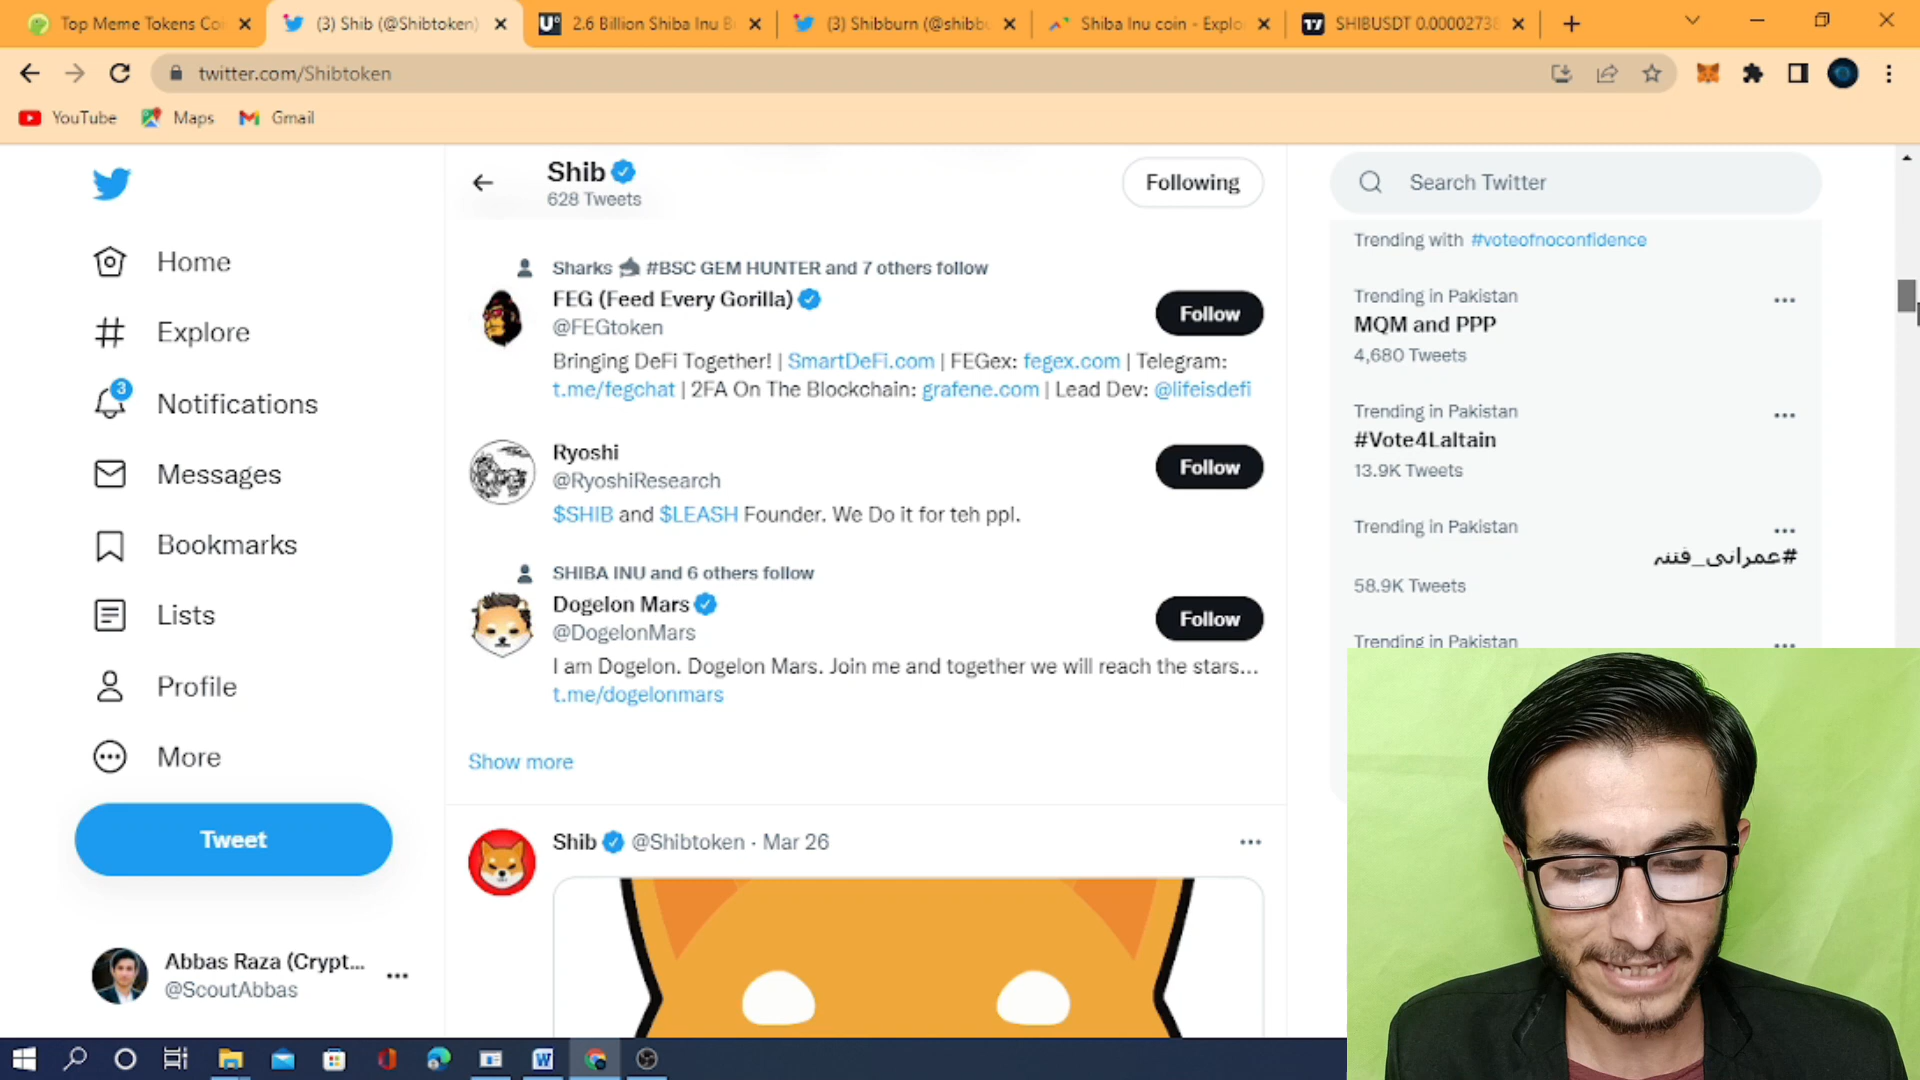 Top Meme Tokens Co
(3) Shib (@Shibtoken)
2.6 Billion Shiba Inu B
(3) Shibburn (@shibb
Shiba Inu coin - Explo
SHIBUSDT 0.00002738
twitter.com/Shibtoken
YouTube
Maps
Gmail
Home
Explore
3
Notifications
Messages
Bookmarks
Lists
Profile
More
Tweet
Abbas Raza (Crypt...
@ScoutAbbas
Shib
628 Tweets
Following
Sharks #BSC GEM HUNTER and 7 others follow
FEG (Feed Every Gorilla)
@FEGtoken
Follow
Bringing DeFi Together! | SmartDeFi.com | FEGex: fegex.com | Telegram:
t.me/fegchat | 2FA On The Blockchain: grafene.com | Lead Dev: @lifeisdefi
Ryoshi
@RyoshiResearch
Follow
$SHIB and $LEASH Founder. We Do it for teh ppl.
SHIBA INU and 6 others follow
Dogelon Mars
@DogelonMars
Follow
I am Dogelon. Dogelon Mars. Join me and together we will reach the stars...
t.me/dogelonmars
Show more
Shib @Shibtoken · Mar 26
Search Twitter
Trending with #voteofnoconfidence
Trending in Pakistan
MQM and PPP
4,680 Tweets
Trending in Pakistan
#Vote4Laltain
13.9K Tweets
Trending in Pakistan
#عمرانی_فتنہ
58.9K Tweets
Trending in Pakistan